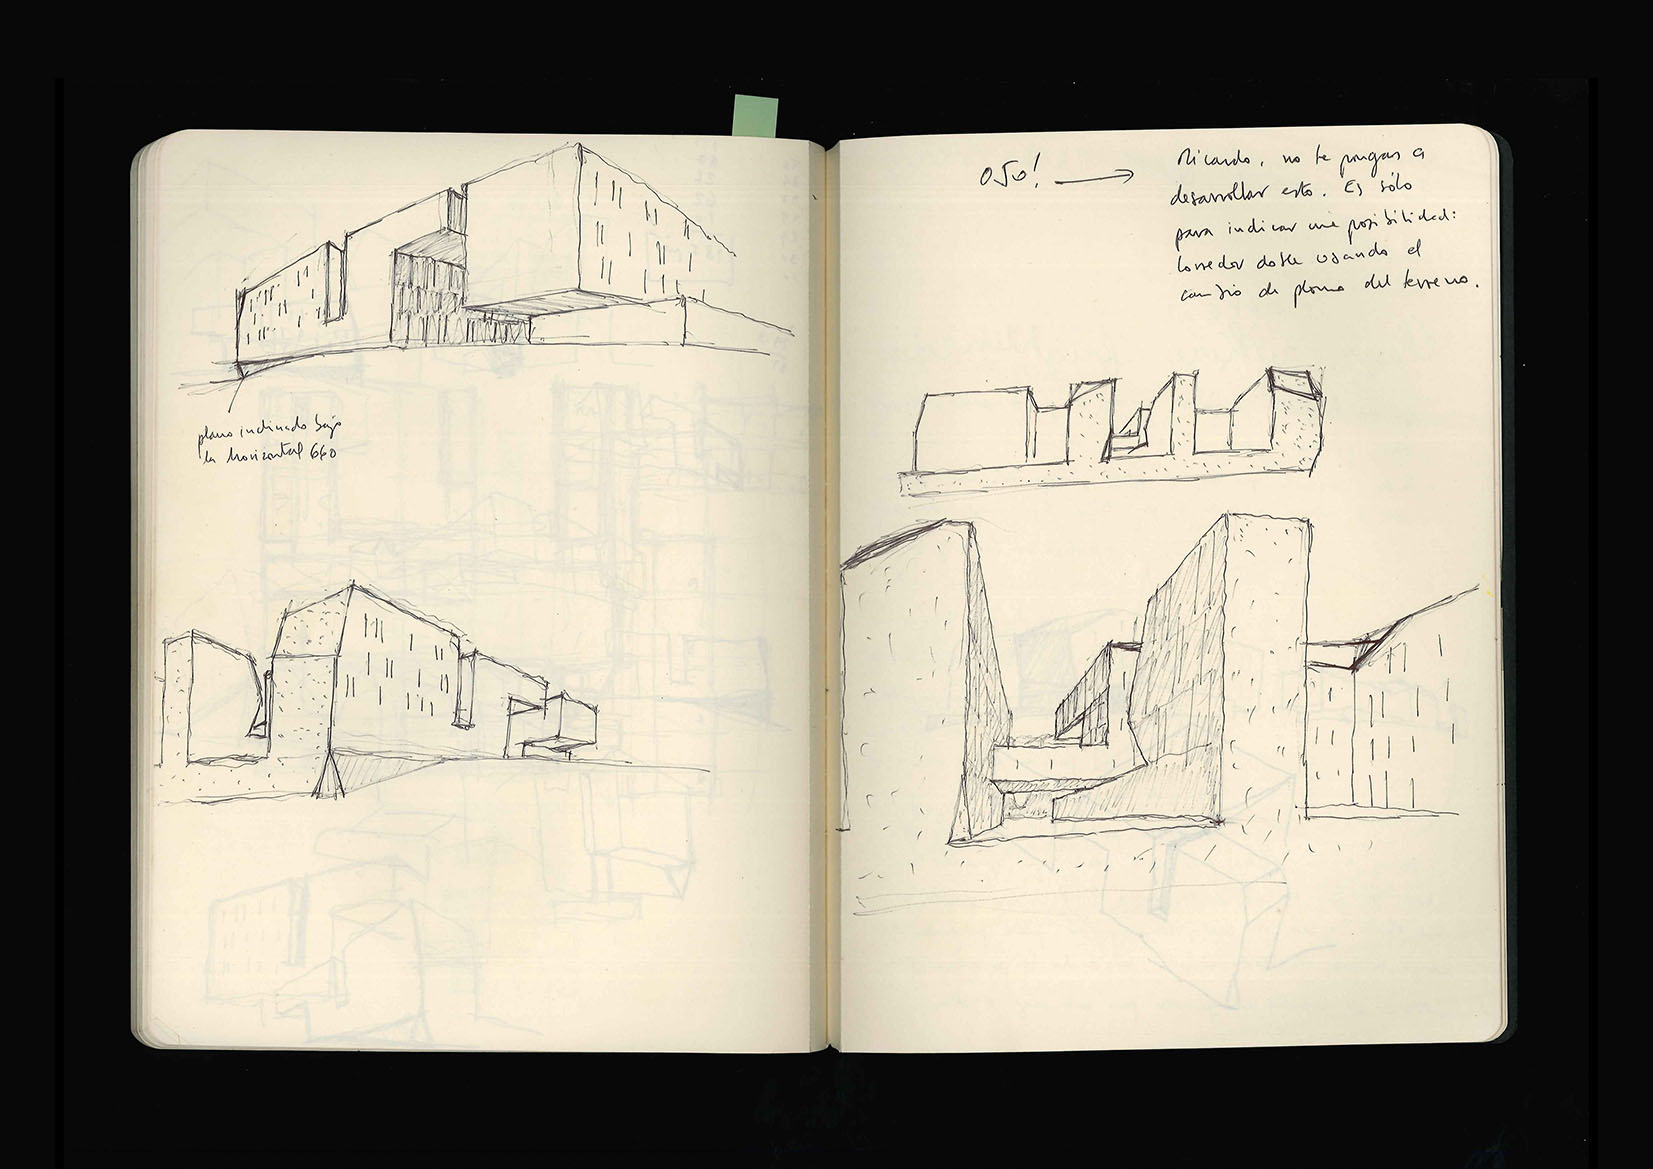 plano inclinado bajo
la horizontal 660
OJO!
Ricardo, no te pongas a
desarrollar esto. Es sólo
para indicar una posibilidad:
corredor doble usando el
cambio de plano del terreno.